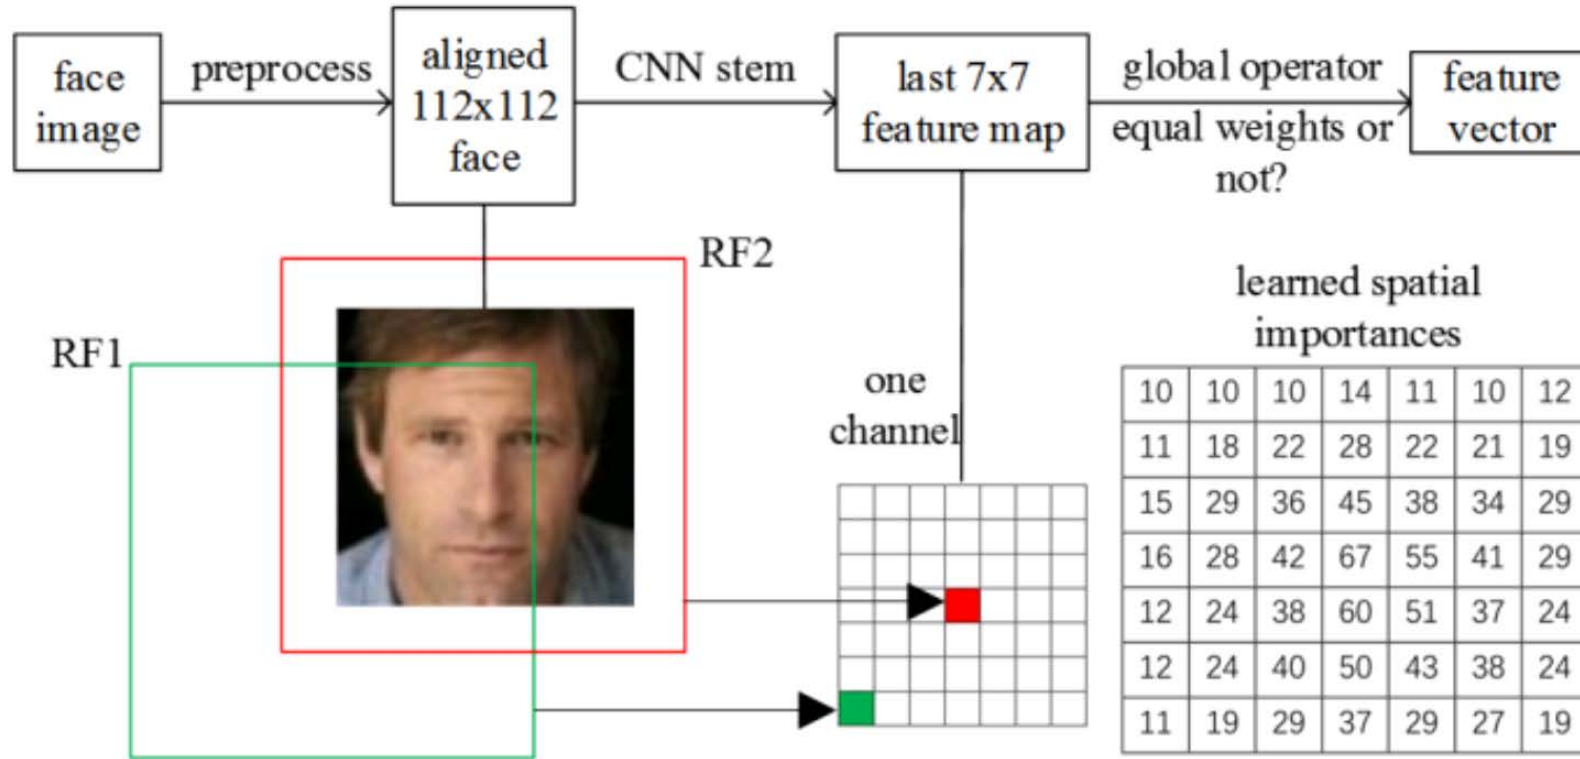 face
image
preprocess
aligned
112x112
face
CNN stem
last 7x7
feature map
global operator
equal weights or
not?
feature
vector
RF2
RF1
one
channel
learned spatial
importances
10 10 10 14 11 10 12
11 18 22 28 22 21 19
15 29 36 45 38 34 29
16 28 42 67 55 41 29
12 24 38 60 51 37 24
12 24 40 50 43 38 24
11 19 29 37 29 27 19